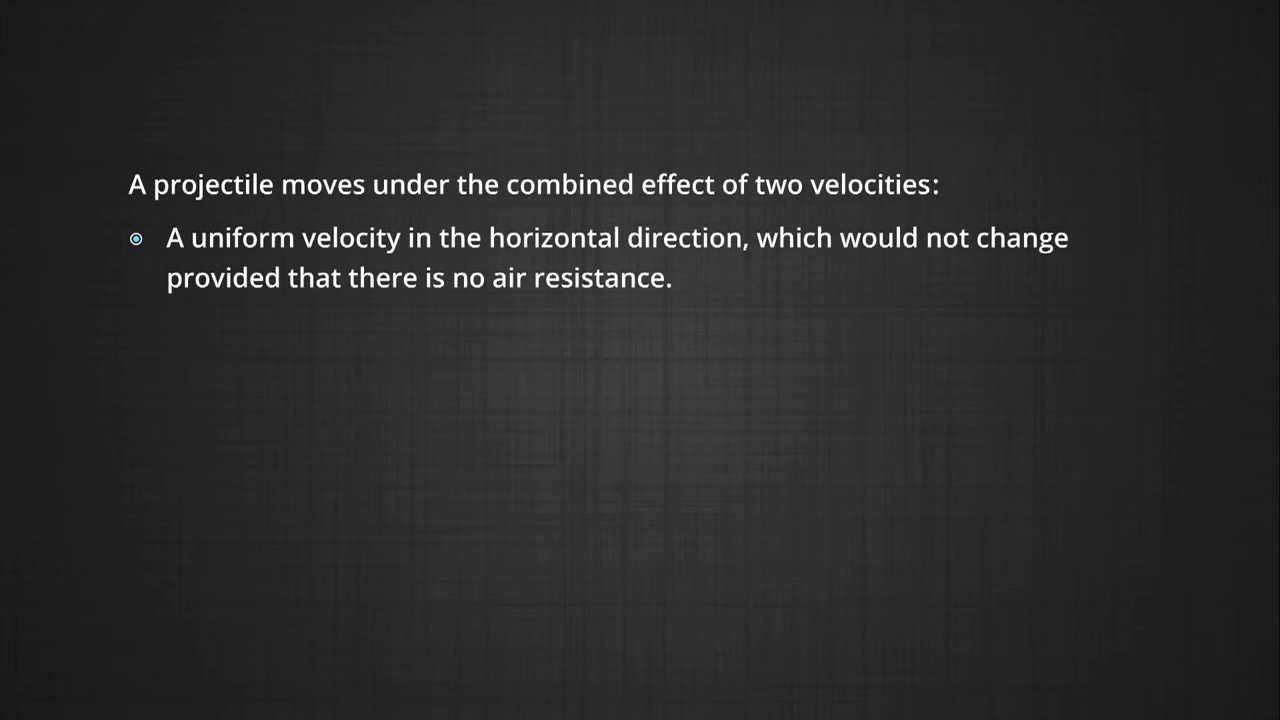 A projectile moves under the combined effect of two velocities:
A uniform velocity in the horizontal direction, which would not change
provided that there is no air resistance.